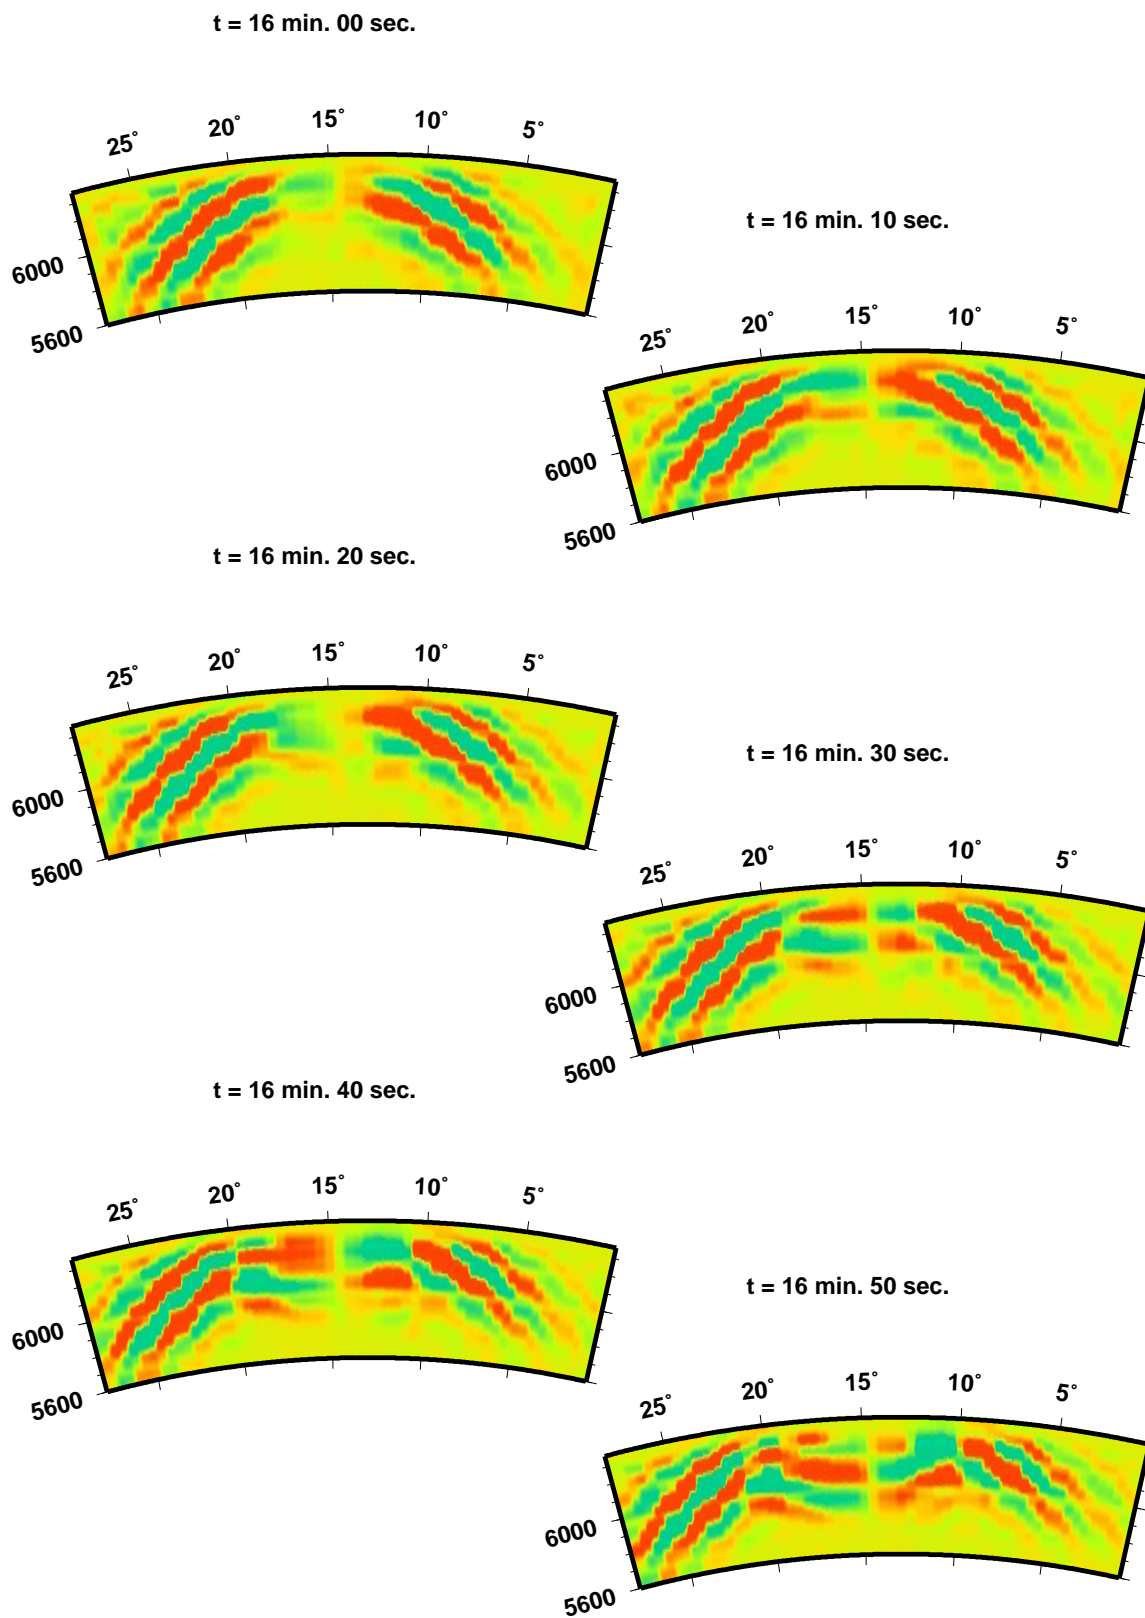 t = 16 min. 00 sec.
25° 20° 15° 10° 5°
6000
5600
t = 16 min. 10 sec.
25° 20° 15° 10° 5°
6000
5600
t = 16 min. 20 sec.
25° 20° 15° 10° 5°
6000
5600
t = 16 min. 30 sec.
25° 20° 15° 10° 5°
6000
5600
t = 16 min. 40 sec.
25° 20° 15° 10° 5°
6000
5600
t = 16 min. 50 sec.
25° 20° 15° 10° 5°
6000
5600